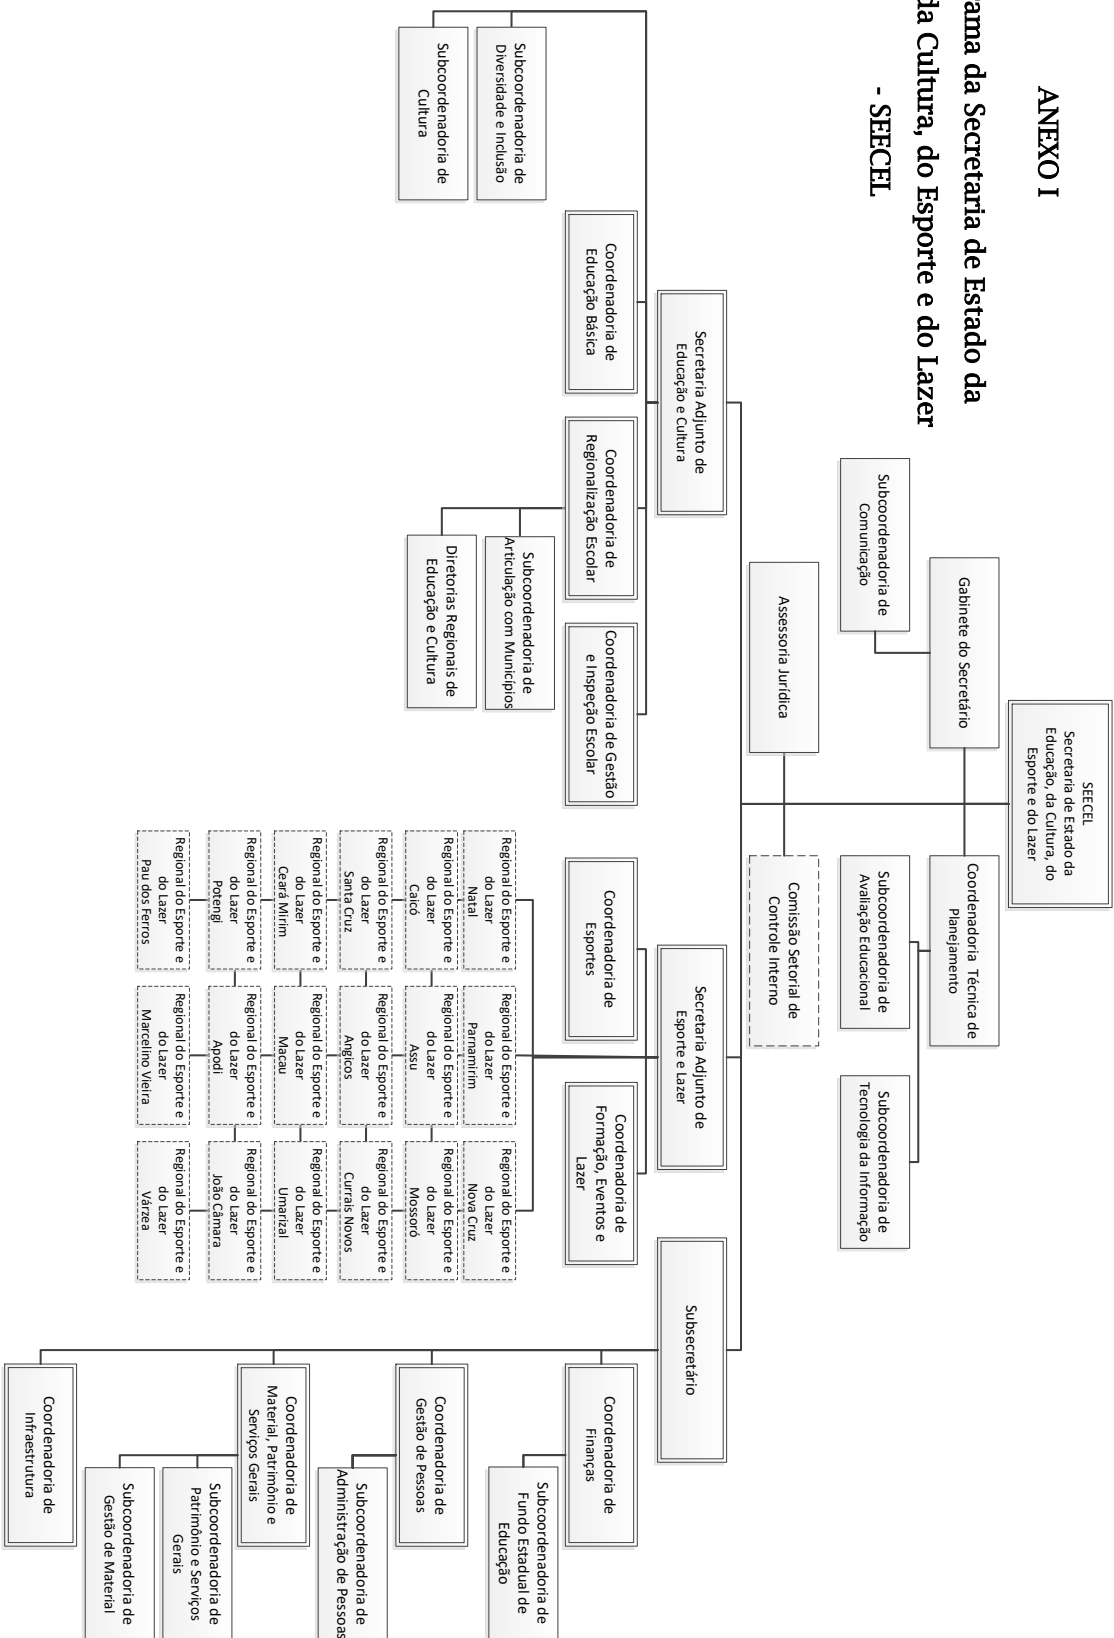 ANEXO I
ama da Secretaria de Estado da
da Cultura, do Esporte e do Lazer
- SEECEL
SEECEL
Secretaria de Estado da
Educação, da Cultura, do
Esporte e do Lazer
Gabinete do Secretário
Coordenadoria Técnica de
Planejamento
Subcoordenadoria de
Comunicação
Subcoordenadoria de
Avaliação Educacional
Subcoordenadoria de
Tecnologia da Informação
Assessoria Jurídica
Comissão Setorial de
Controle Interno
Secretaria Adjunto de
Educação e Cultura
Secretaria Adjunto de
Esporte e Lazer
Subsecretário
Coordenadoria de
Educação Básica
Coordenadoria de
Regionalização Escolar
Coordenadoria de Gestão
e Inspeção Escolar
Coordenadoria de
Esportes
Coordenadoria de
Formação, Eventos e
Lazer
Coordenadoria de
Finanças
Subcoordenadoria de
Diversidade e Inclusão
Subcoordenadoria de
Cultura
Subcoordenadoria de
Articulação com Municípios
Diretorias Regionais de
Educação e Cultura
Regional do Esporte e
do Lazer
Natal
Regional do Esporte e
do Lazer
Parnamirim
Regional do Esporte e
do Lazer
Nova Cruz
Regional do Esporte e
do Lazer
Caicó
Regional do Esporte e
do Lazer
Assu
Regional do Esporte e
do Lazer
Mossoró
Regional do Esporte e
do Lazer
Santa Cruz
Regional do Esporte e
do Lazer
Angicos
Regional do Esporte e
do Lazer
Currais Novos
Regional do Esporte e
do Lazer
Ceará Mirim
Regional do Esporte e
do Lazer
Macau
Regional do Esporte e
do Lazer
Umarizal
Regional do Esporte e
do Lazer
Potengi
Regional do Esporte e
do Lazer
Apodi
Regional do Esporte e
do Lazer
João Câmara
Regional do Esporte e
do Lazer
Pau dos Ferros
Regional do Esporte e
do Lazer
Marcelino Vieira
Regional do Esporte e
do Lazer
Várzea
Subcoordenadoria de
Fundo Estadual de
Educação
Coordenadoria de
Gestão de Pessoas
Subcoordenadoria de
Administração de Pessoas
Coordenadoria de
Material, Patrimônio e
Serviços Gerais
Subcoordenadoria de
Patrimônio e Serviços
Gerais
Subcoordenadoria de
Gestão de Material
Coordenadoria de
Infraestrutura